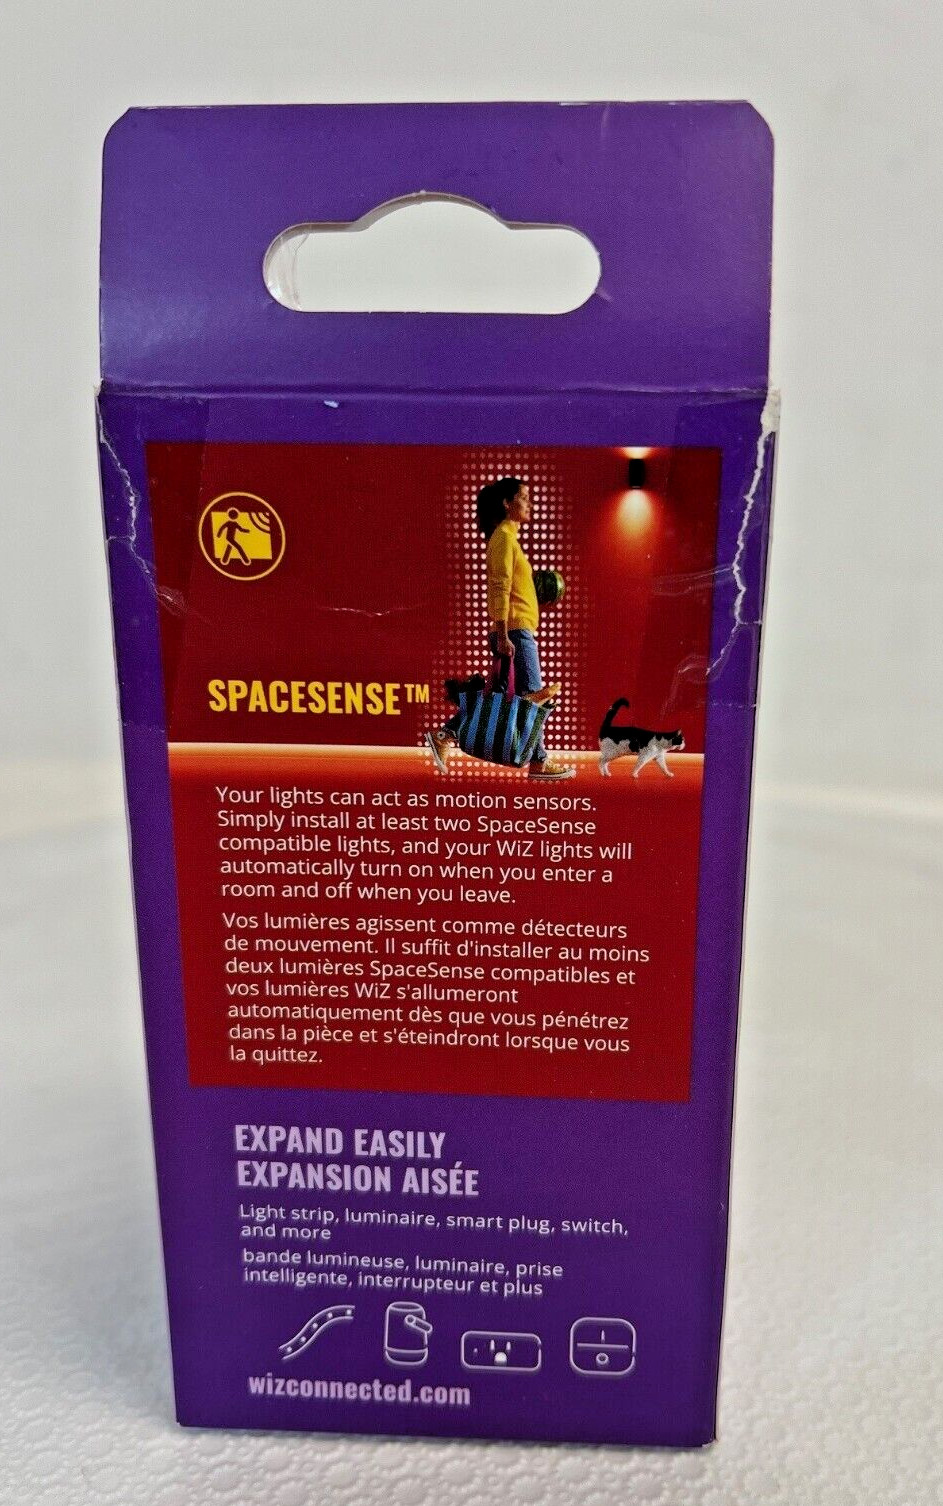 SPACESENSE™
Your lights can act as motion sensors.
Simply install at least two SpaceSense
compatible lights, and your WiZ lights will
automatically turn on when you enter a
room and off when you leave.
Vos lumières agissent comme détecteurs
de mouvement. Il suffit d'installer au moins
deux lumières SpaceSense compatibles et
vos lumières WiZ s'allumeront
automatiquement dès que vous pénétrez
dans la pièce et s'éteindront lorsque vous
la quittez.
EXPAND EASILY
EXPANSION AISÉE
Light strip, luminaire, smart plug, switch,
and more
bande lumineuse, luminaire, prise
intelligente, interrupteur et plus
wizconnected.com